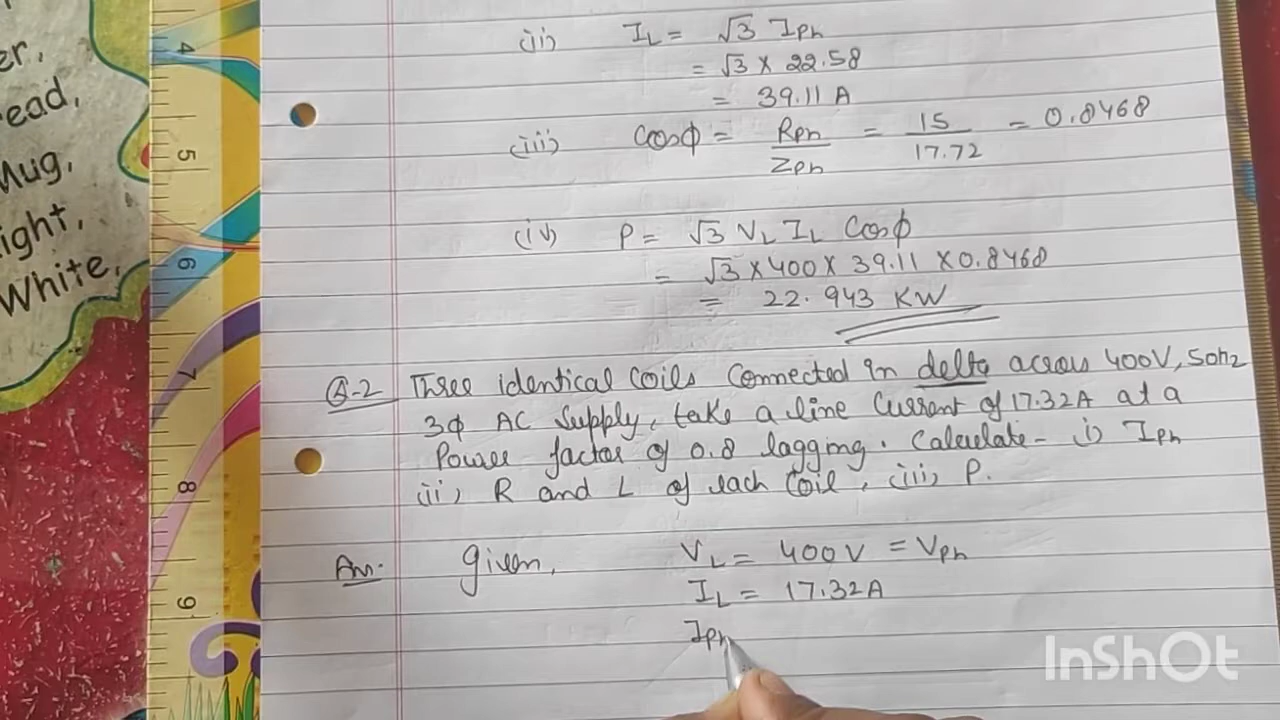 er,
ead,
Mug,
ight,
White,
4
5
6
7
8
9
(ii) IL = √3 Iph
= √3 × 22.58
= 39.11 A
(iii) Cosϕ = Rph / Zph = 15 / 17.72 = 0.8468
(iv) P = √3 VL IL Cosϕ
= √3 × 400 × 39.11 × 0.8468
= 22.943 KW
Q-2 Three identical coils connected in delta across 400V, 50hz
3ϕ AC Supply, take a line current of 17.32A at a
Power factor of 0.8 lagging. Calculate - i) Iph
(ii) R and L of each coil, (iii) P.
An. Given, VL = 400V = Vph
IL = 17.32A
Iph
InShOt